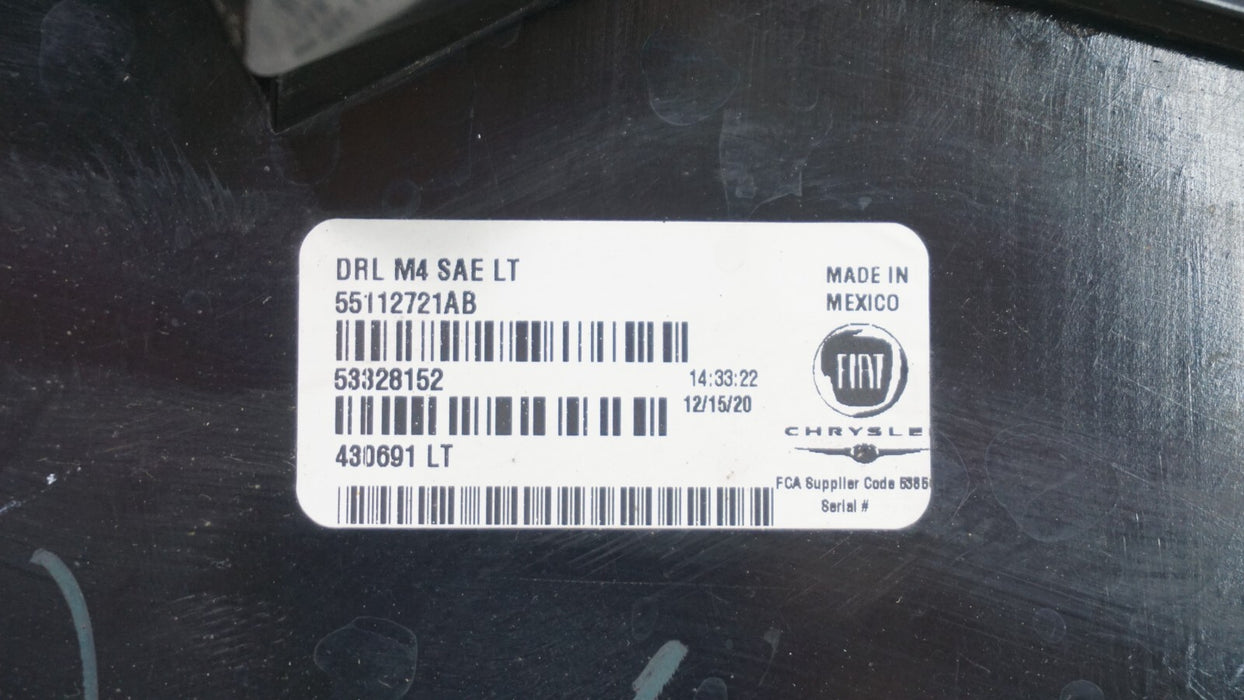 DRL M4 SAE LT
55112721AB
53328152
14:33:22
12/15/20
430691 LT
MADE IN
MEXICO
FIAT
CHRYSLE
FCA Supplier Code
Serial #